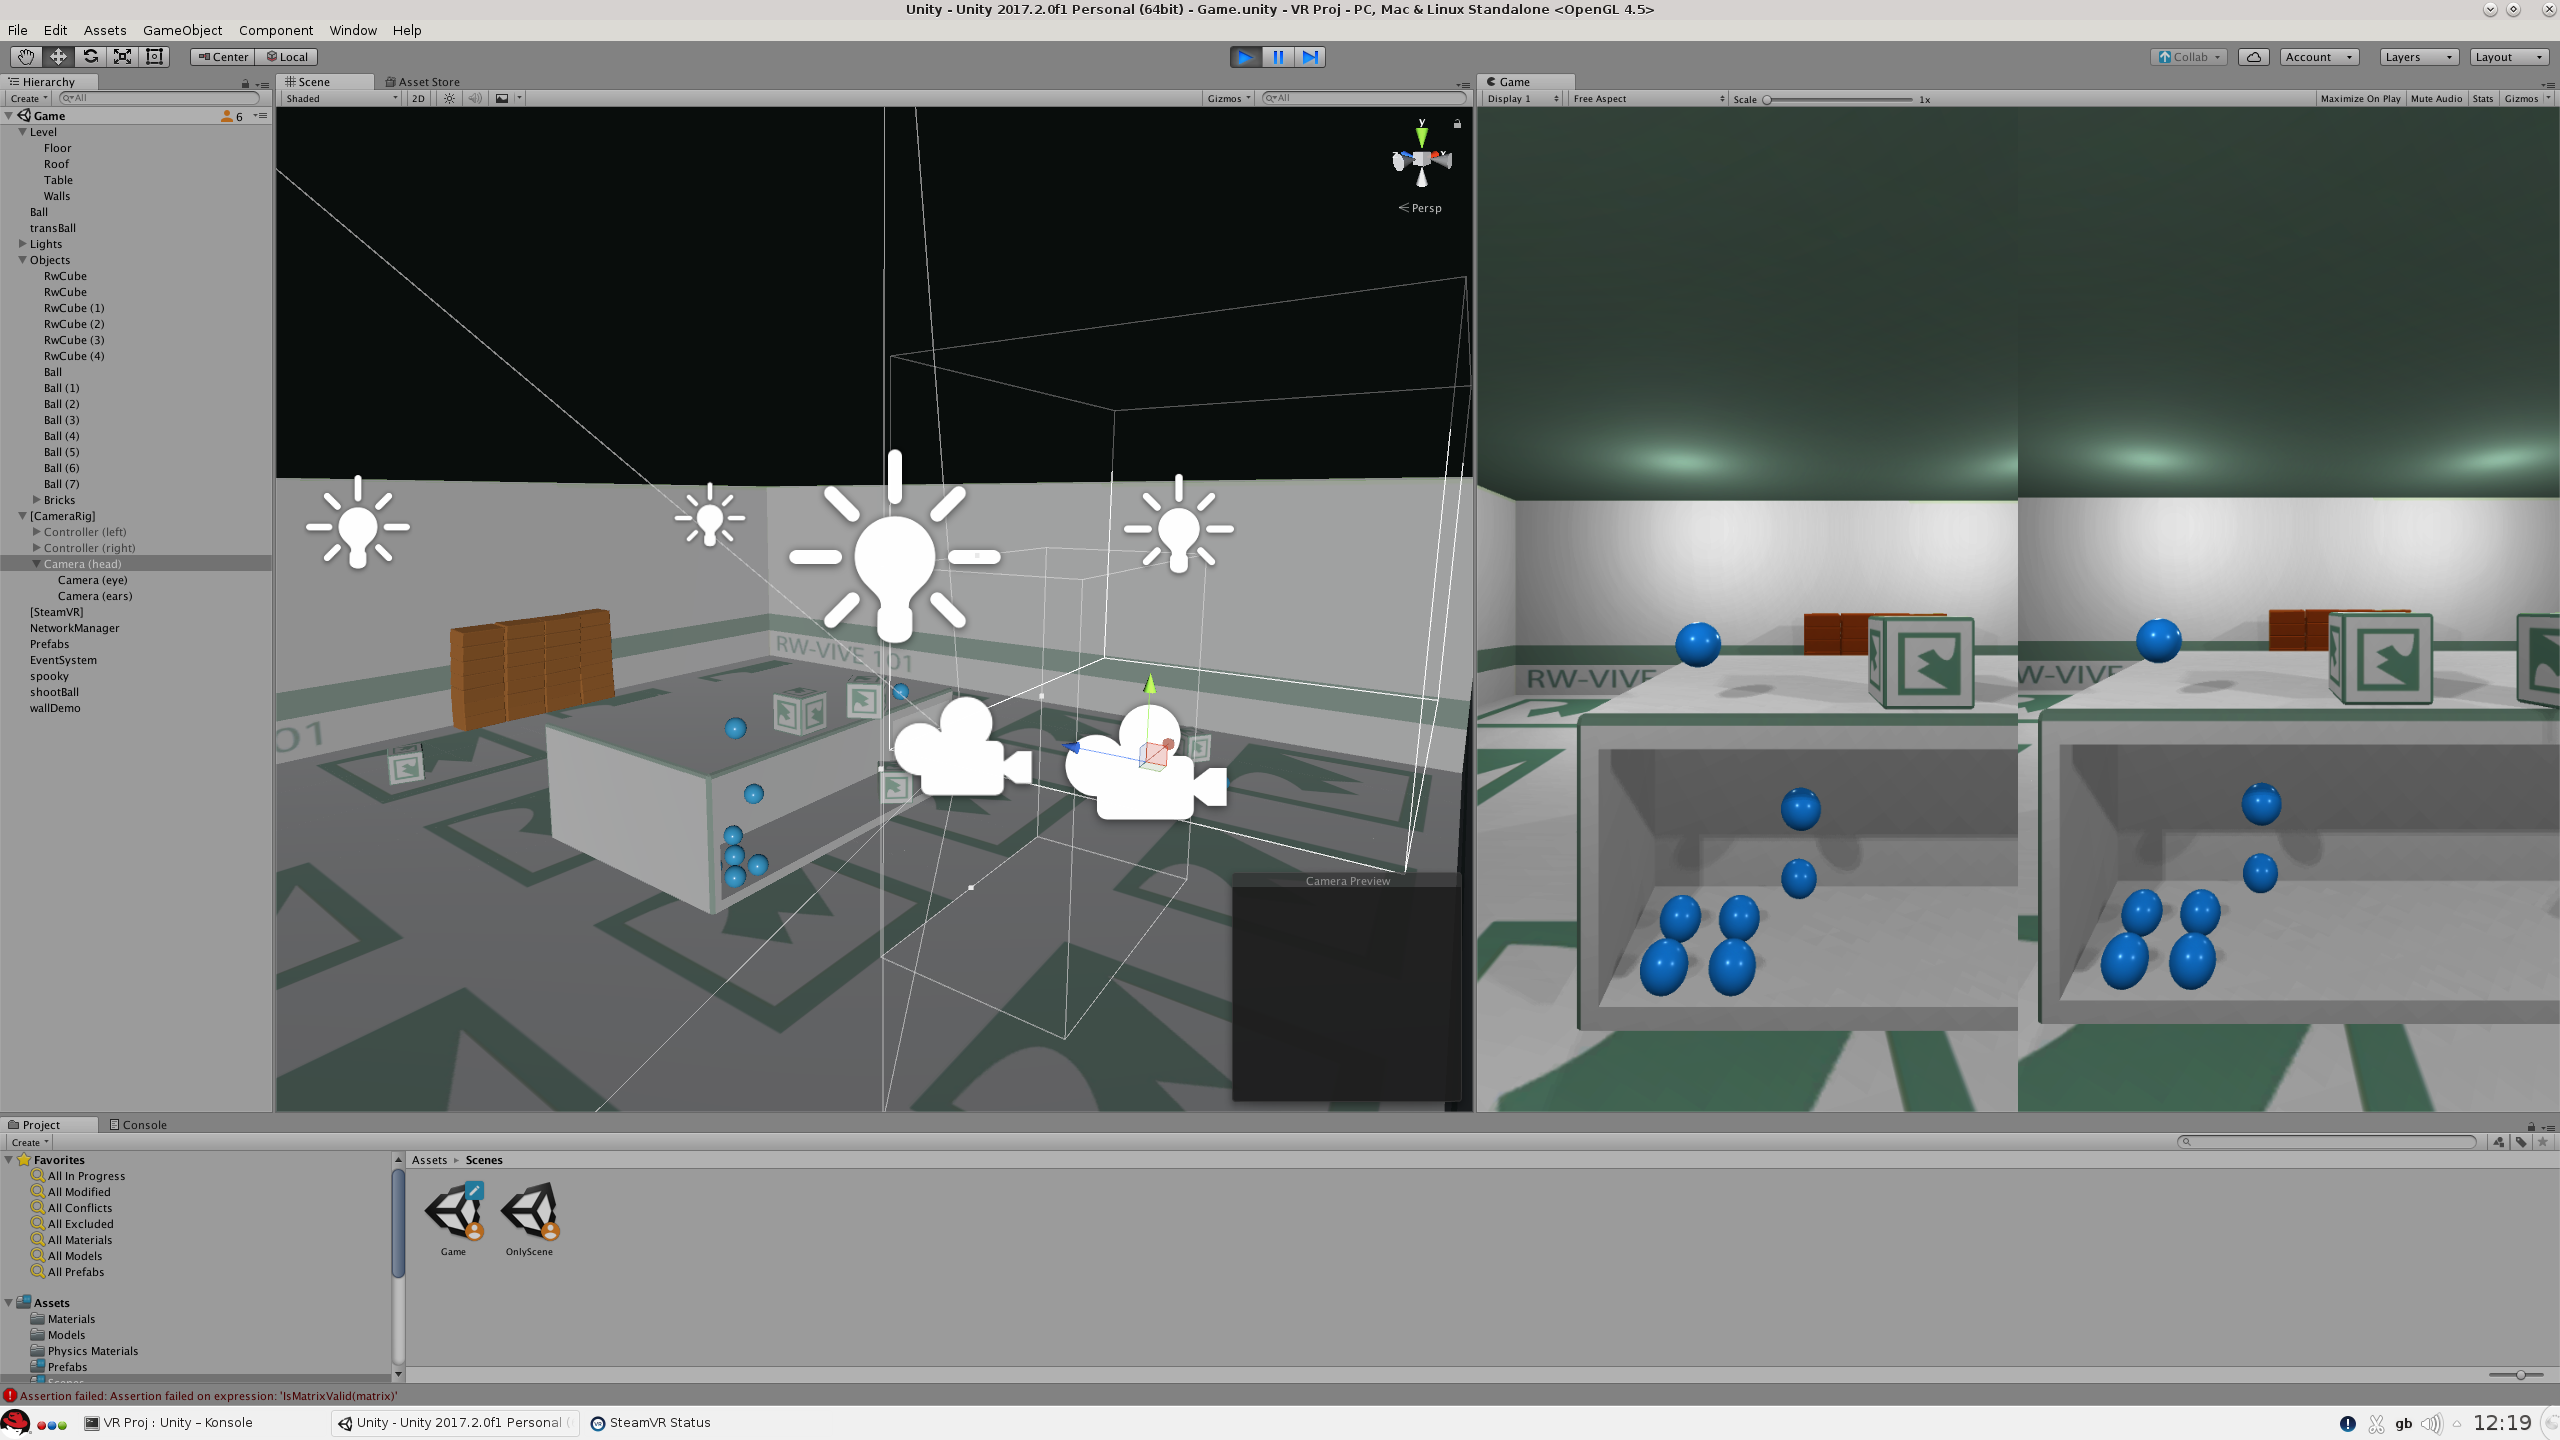 Unity - Unity 2017.2.0f1 Personal (64bit) - Game.unity - VR Proj - PC, Mac & Linux Standalone <OpenGL 4.5>
File Edit Assets GameObject Component Window Help
Center Local Collab Account Layers Layout
Hierarchy
Create All
Game 6
Level
Floor
Roof
Table
Walls
Ball
transBall
Lights
Objects
RwCube
RwCube
RwCube (1)
RwCube (2)
RwCube (3)
RwCube (4)
Ball
Ball (1)
Ball (2)
Ball (3)
Ball (4)
Ball (5)
Ball (6)
Ball (7)
Bricks
[CameraRig]
Controller (left)
Controller (right)
Camera (head)
Camera (eye)
Camera (ears)
[SteamVR]
NetworkManager
Prefabs
EventSystem
spooky
shootBall
wallDemo
Scene Asset Store
Shaded 2D Gizmos All
y
x
z
Persp
RW-VIVE 101
01
Camera Preview
Game
Display 1 Free Aspect Scale 1x Maximize On Play Mute Audio Stats Gizmos
RW-VIVE
W-VIVE
Project Console
Create
Favorites
All In Progress
All Modified
All Conflicts
All Excluded
All Materials
All Models
All Prefabs
Assets
Materials
Models
Physics Materials
Prefabs
Scenes
Assets Scenes
Game OnlyScene
Assertion failed: Assertion failed on expression: 'IsMatrixValid(matrix)'
VR Proj : Unity – Konsole
Unity - Unity 2017.2.0f1 Personal (
SteamVR Status
gb 12:19